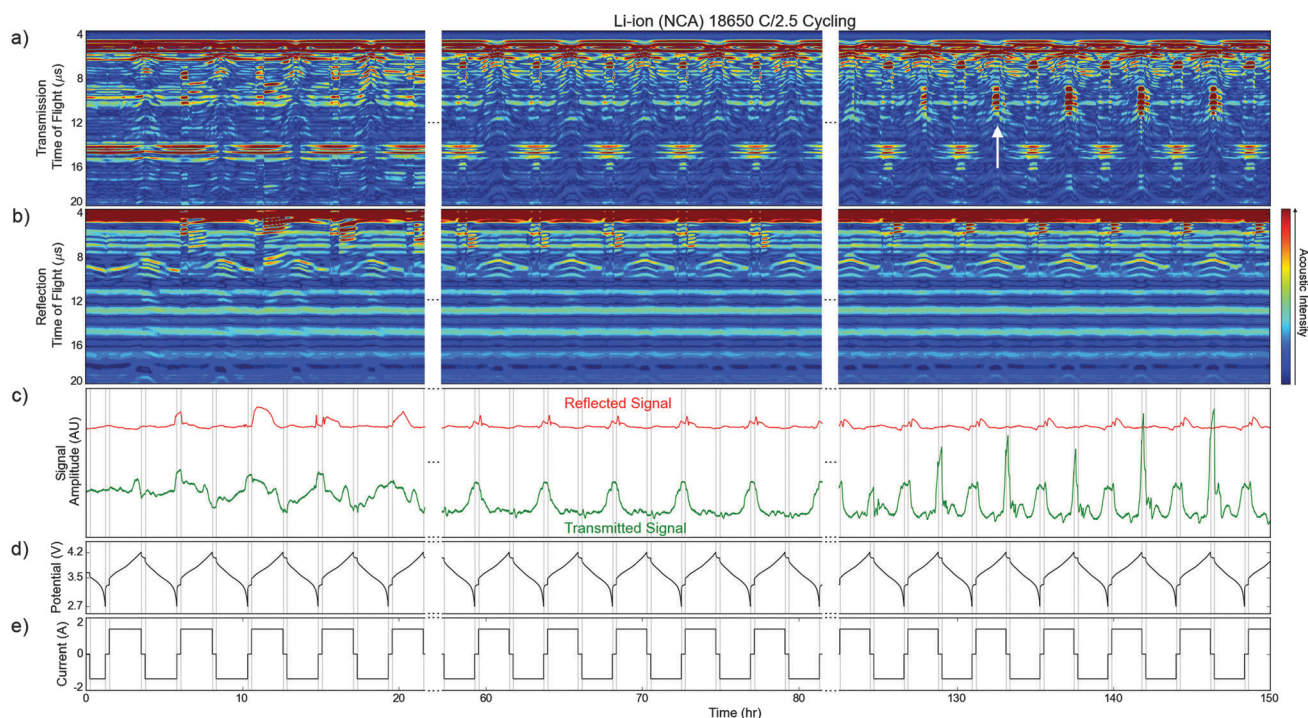 Li-ion (NCA) 18650 C/2.5 Cycling
a)
Transmission
Time of Flight (μs)
4
8
12
16
20
b)
Reflection
Time of Flight (μs)
4
8
12
16
20
Acoustic Intensity
c)
Signal
Amplitude (AU)
Reflected Signal
Transmitted Signal
d)
Potential (V)
4.2
3.5
2.7
e)
Current (A)
2
0
-2
0
10
20
60
70
80
130
140
150
Time (hr)